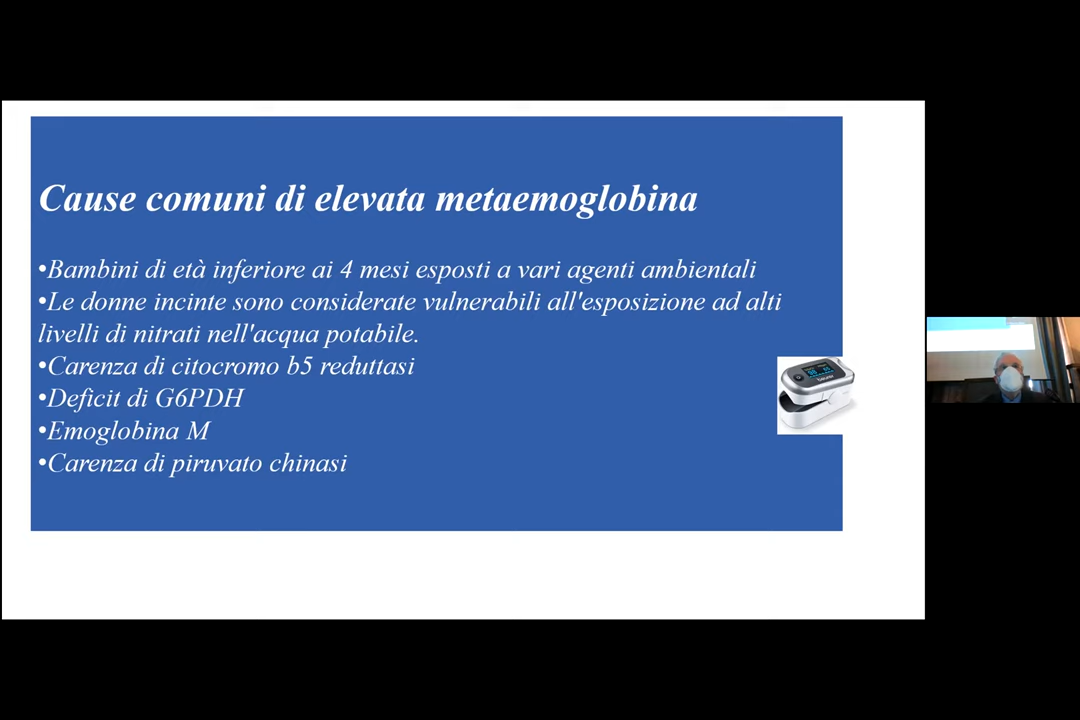 Cause comuni di elevata metaemoglobina
•Bambini di età inferiore ai 4 mesi esposti a vari agenti ambientali
•Le donne incinte sono considerate vulnerabili all'esposizione ad alti
livelli di nitrati nell'acqua potabile.
•Carenza di citocromo b5 reduttasi
•Deficit di G6PDH
•Emoglobina M
•Carenza di piruvato chinasi